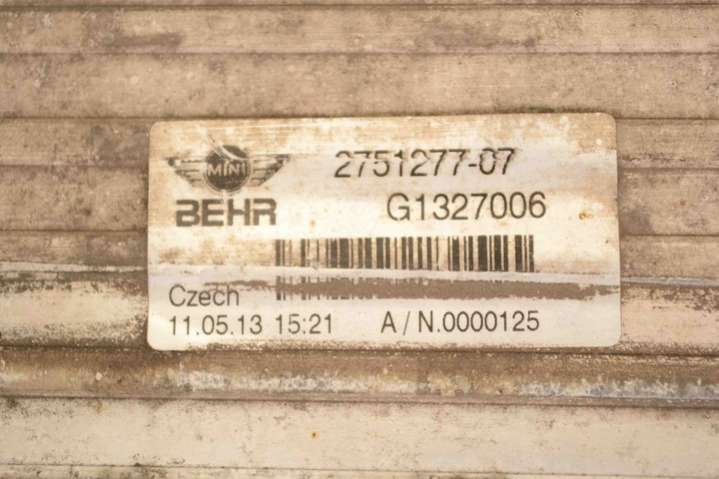 MINI
2751277-07
BEHR
G1327006
Czech
11.05.13 15:21 A/N.0000125